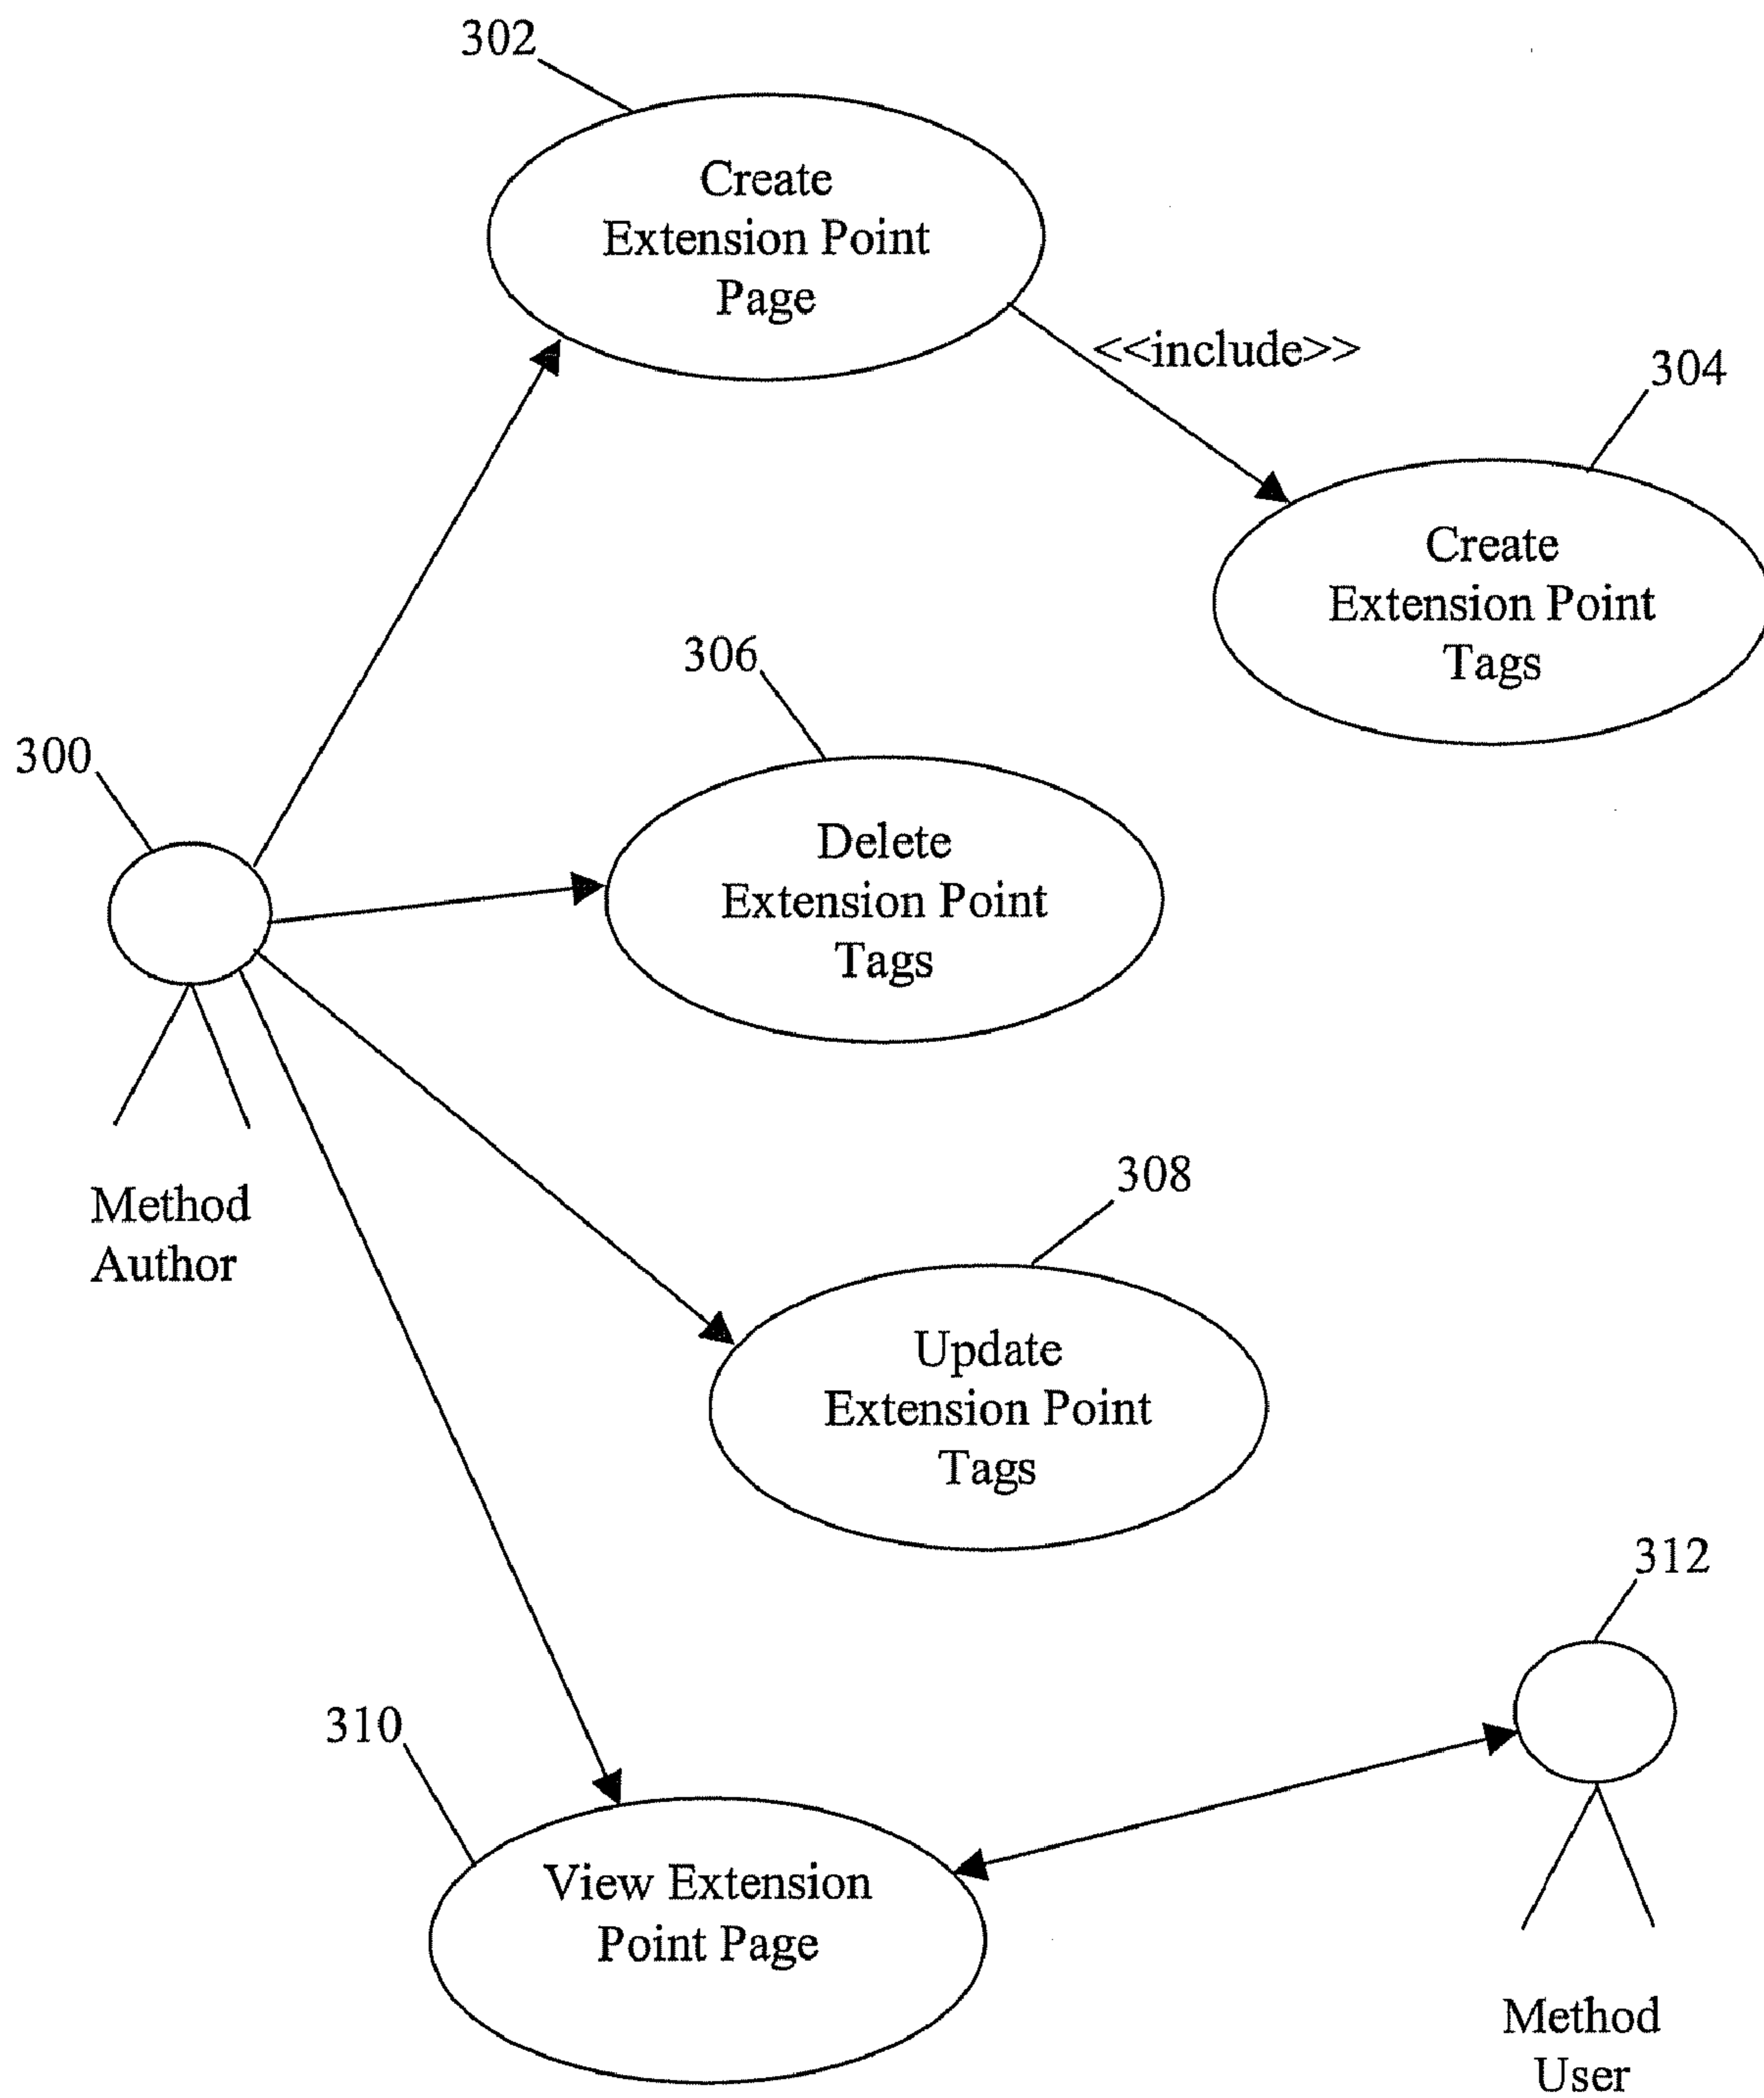 302
Create
Extension Point
Page
<<include>>
304
Create
Extension Point
Tags
306
300
Delete
Extension Point
Tags
Method
Author
308
Update
Extension Point
Tags
312
310
View Extension
Point Page
Method
User